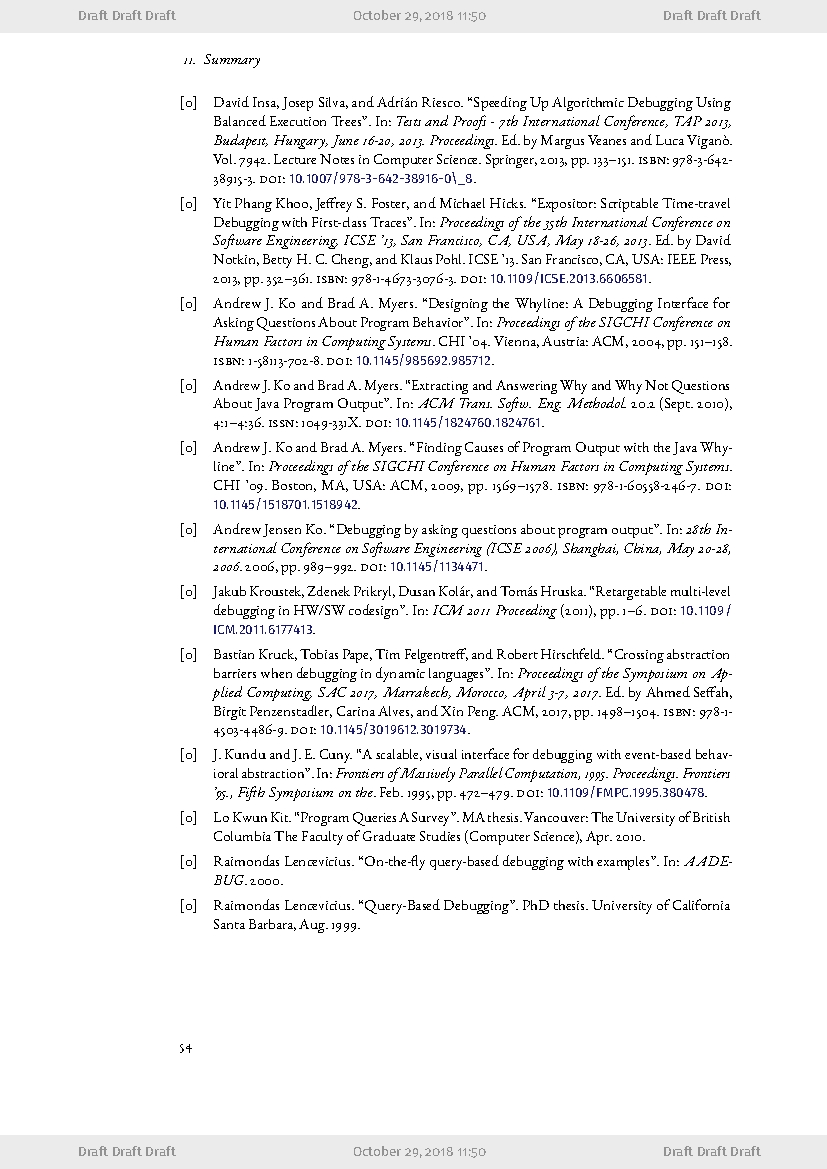 Draft Draft Draft October 29, 2018 11:50 Draft Draft Draft
11. Summary
[0] David Insa, Josep Silva, and Adrián Riesco. “Speeding Up Algorithmic Debugging Using
Balanced Execution Trees”. In: Tests and Proofs - 7th International Conference, TAP 2013,
Budapest, Hungary, June 16-20, 2013. Proceedings. Ed. by Margus Veanes and Luca Viganò.
Vol. 7942. Lecture Notes in Computer Science. Springer, 2013, pp. 133–151. ISBN: 978-3-642-
38915-3. DOI: 10.1007/978-3-642-38916-0\_8.
[0] Yit Phang Khoo, Jeffrey S. Foster, and Michael Hicks. “Expositor: Scriptable Time-travel
Debugging with First-class Traces”. In: Proceedings of the 35th International Conference on
Software Engineering, ICSE ’13, San Francisco, CA, USA, May 18-26, 2013. Ed. by David
Notkin, Betty H. C. Cheng, and Klaus Pohl. ICSE ’13. San Francisco, CA, USA: IEEE Press,
2013, pp. 352–361. ISBN: 978-1-4673-3076-3. DOI: 10.1109/ICSE.2013.6606581.
[0] Andrew J. Ko and Brad A. Myers. “Designing the Whyline: A Debugging Interface for
Asking Questions About Program Behavior”. In: Proceedings of the SIGCHI Conference on
Human Factors in Computing Systems. CHI ’04. Vienna, Austria: ACM, 2004, pp. 151–158.
ISBN: 1-58113-702-8. DOI: 10.1145/985692.985712.
[0] Andrew J. Ko and Brad A. Myers. “Extracting and Answering Why and Why Not Questions
About Java Program Output”. In: ACM Trans. Softw. Eng. Methodol. 20.2 (Sept. 2010),
4:1–4:36. ISSN: 1049-331X. DOI: 10.1145/1824760.1824761.
[0] Andrew J. Ko and Brad A. Myers. “Finding Causes of Program Output with the Java Why-
line”. In: Proceedings of the SIGCHI Conference on Human Factors in Computing Systems.
CHI ’09. Boston, MA, USA: ACM, 2009, pp. 1569–1578. ISBN: 978-1-60558-246-7. DOI:
10.1145/1518701.1518942.
[0] Andrew Jensen Ko. “Debugging by asking questions about program output”. In: 28th In-
ternational Conference on Software Engineering (ICSE 2006), Shanghai, China, May 20-28,
2006. 2006, pp. 989–992. DOI: 10.1145/1134471.
[0] Jakub Kroustek, Zdenek Prikryl, Dusan Kolár, and Tomás Hruska. “Retargetable multi-level
debugging in HW/SW codesign”. In: ICM 2011 Proceeding (2011), pp. 1–6. DOI: 10.1109/
ICM.2011.6177413.
[0] Bastian Kruck, Tobias Pape, Tim Felgentreff, and Robert Hirschfeld. “Crossing abstraction
barriers when debugging in dynamic languages”. In: Proceedings of the Symposium on Ap-
plied Computing, SAC 2017, Marrakech, Morocco, April 3-7, 2017. Ed. by Ahmed Seffah,
Birgit Penzenstadler, Carina Alves, and Xin Peng. ACM, 2017, pp. 1498–1504. ISBN: 978-1-
4503-4486-9. DOI: 10.1145/3019612.3019734.
[0] J. Kundu and J. E. Cuny. “A scalable, visual interface for debugging with event-based behav-
ioral abstraction”. In: Frontiers of Massively Parallel Computation, 1995. Proceedings. Frontiers
’95., Fifth Symposium on the. Feb. 1995, pp. 472–479. DOI: 10.1109/FMPC.1995.380478.
[0] Lo Kwun Kit. “Program Queries A Survey”. MA thesis. Vancouver: The University of British
Columbia The Faculty of Graduate Studies (Computer Science), Apr. 2010.
[0] Raimondas Lencevicius. “On-the-fly query-based debugging with examples”. In: AADE-
BUG. 2000.
[0] Raimondas Lencevicius. “Query-Based Debugging”. PhD thesis. University of California
Santa Barbara, Aug. 1999.
54
Draft Draft Draft October 29, 2018 11:50 Draft Draft Draft